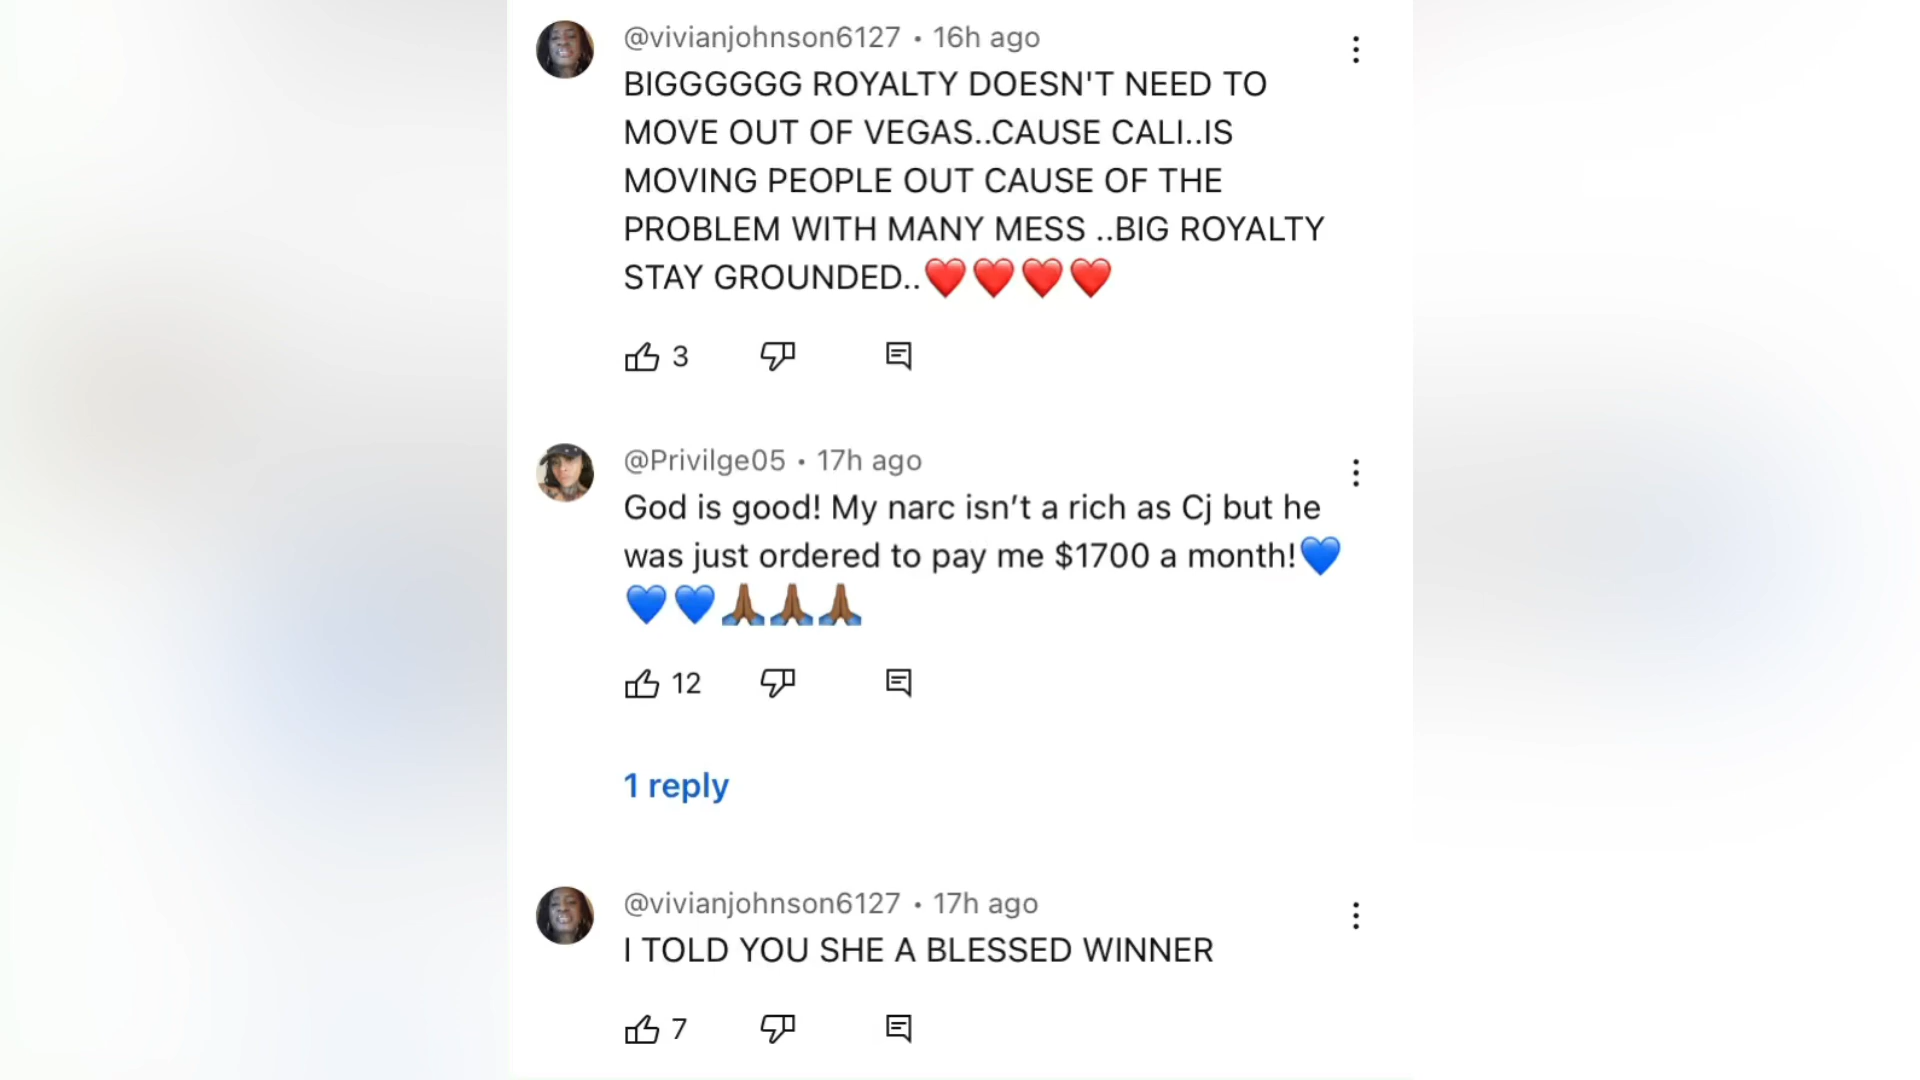 @vivianjohnson6127 • 16h ago
BIGGGGGG ROYALTY DOESN'T NEED TO
MOVE OUT OF VEGAS..CAUSE CALI..IS
MOVING PEOPLE OUT CAUSE OF THE
PROBLEM WITH MANY MESS ..BIG ROYALTY
STAY GROUNDED..❤️❤️❤️❤️
3
@Privilge05 • 17h ago
God is good! My narc isn’t a rich as Cj but he
was just ordered to pay me $1700 a month!💙
💙💙🙏🏾🙏🏾🙏🏾
12
1 reply
@vivianjohnson6127 • 17h ago
I TOLD YOU SHE A BLESSED WINNER
7